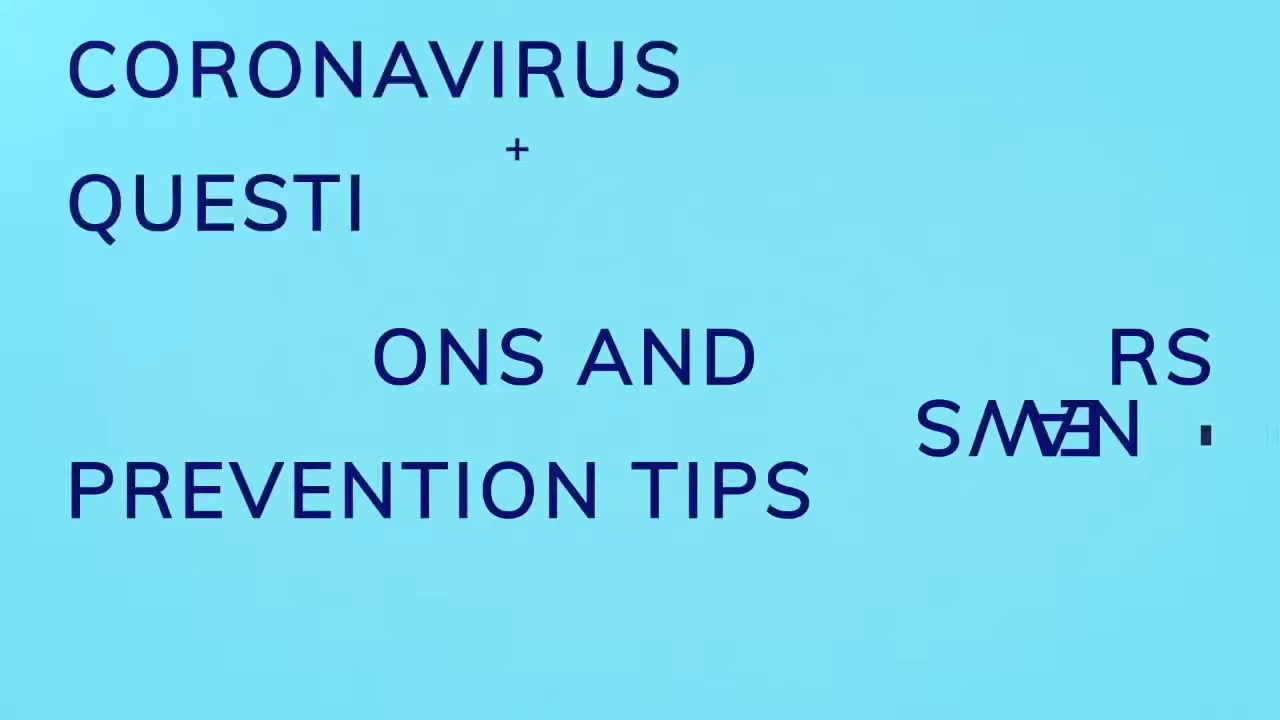 CORONAVIRUS
+
QUESTI
ONS AND
RS
PREVENTION TIPS